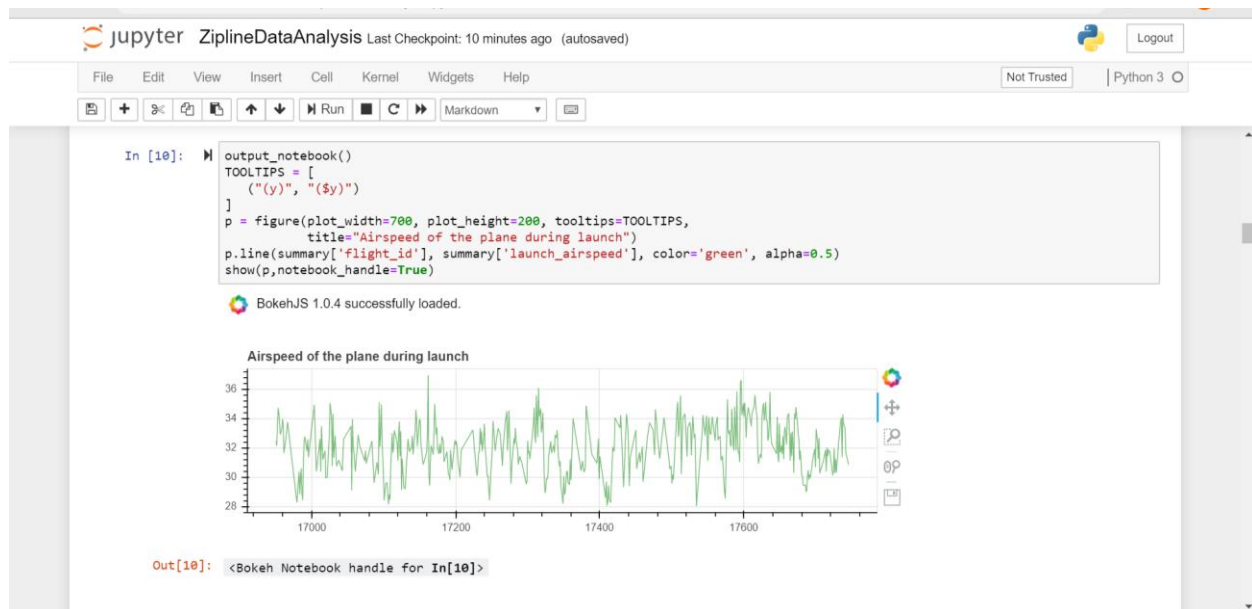 jupyter ZiplineDataAnalysis Last Checkpoint: 10 minutes ago (autosaved)
Logout
File Edit View Insert Cell Kernel Widgets Help
Not Trusted
Python 3
Run
Markdown
In [10]:
output_notebook()
TOOLTIPS = [
("(y)", "($y)")
]
p = figure(plot_width=700, plot_height=200, tooltips=TOOLTIPS,
title="Airspeed of the plane during launch")
p.line(summary['flight_id'], summary['launch_airspeed'], color='green', alpha=0.5)
show(p,notebook_handle=True)
BokehJS 1.0.4 successfully loaded.
Airspeed of the plane during launch
36
34
32
30
28
17000 17200 17400 17600
Out[10]: <Bokeh Notebook handle for In[10]>